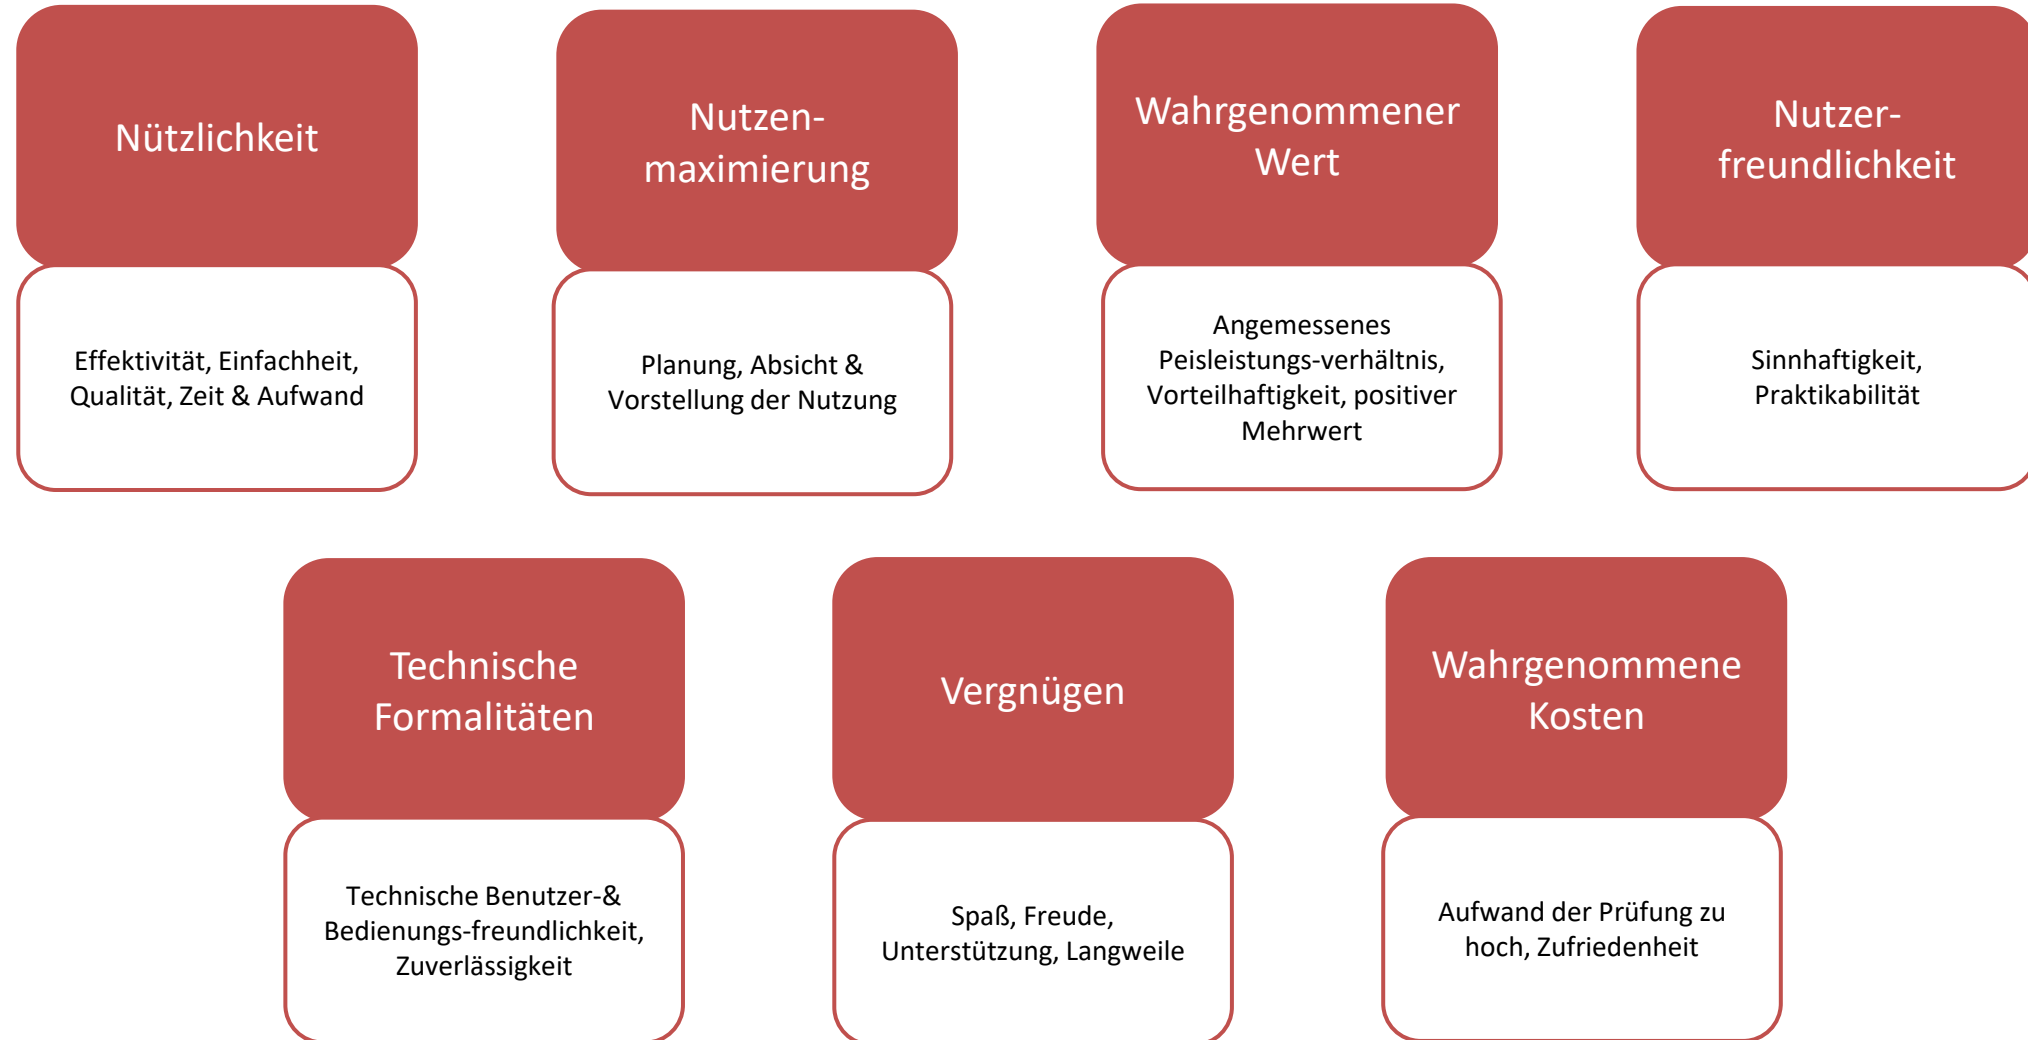 Nützlichkeit
Effektivität, Einfachheit,
Qualität, Zeit & Aufwand
Nutzen-
maximierung
Planung, Absicht &
Vorstellung der Nutzung
Wahrgenommener
Wert
Angemessenes
Peisleistungs-verhältnis,
Vorteilhaftigkeit, positiver
Mehrwert
Nutzer-
freundlichkeit
Sinnhaftigkeit,
Praktikabilität
Technische
Formalitäten
Technische Benutzer-&
Bedienungs-freundlichkeit,
Zuverlässigkeit
Vergnügen
Spaß, Freude,
Unterstützung, Langweile
Wahrgenommene
Kosten
Aufwand der Prüfung zu
hoch, Zufriedenheit